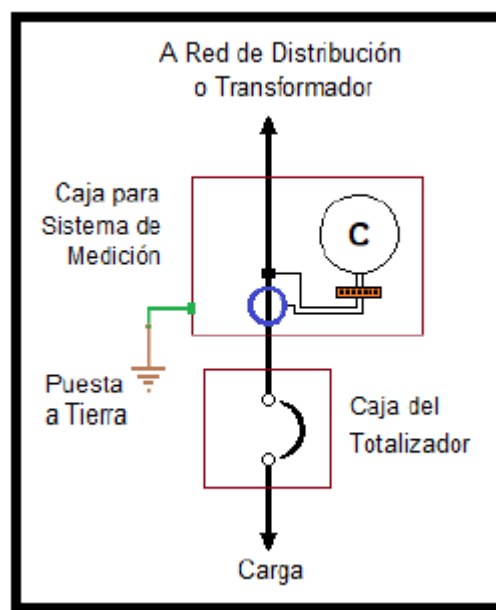 A Red de Distribución
o Transformador
Caja para
Sistema de
Medición
C
Puesta
a Tierra
Caja del
Totalizador
Carga